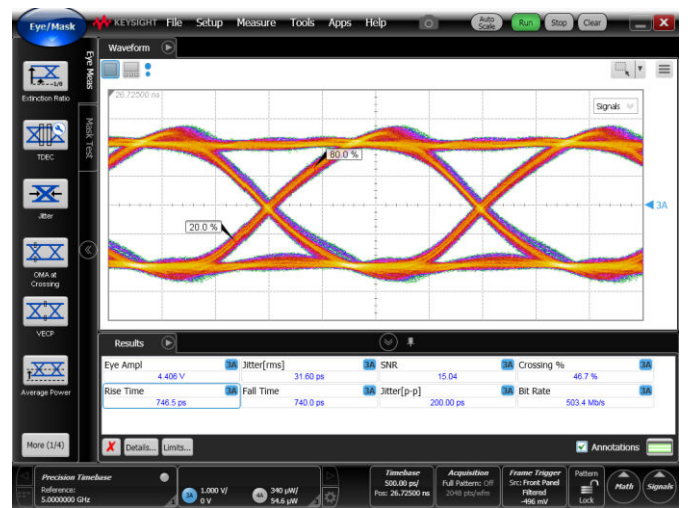 Eye/Mask
KEYSIGHT File Setup Measure Tools Apps Help
Auto Scale
Run
Stop
Clear
Waveform
Eye Meas
Mask Test
Extinction Ratio
TDEC
Jitter
OMA at
Crossing
VECP
Average Power
More (1/4)
26.72500 ns
Signals
80.0 %
20.0 %
3A
Results
Eye Ampl 3A Jitter[rms] 3A SNR 3A Crossing % 3A
4.406 V 31.60 ps 15.04 46.7 %
Rise Time 3A Fall Time 3A Jitter[p-p] 3A Bit Rate 3A
746.5 ps 740.0 ps 200.00 ps 503.4 Mb/s
Details... Limits... Annotations
Precision Timebase
Reference:
5.0000000 GHz
3A 1.000 V/
0 V
4A 340 µW/
54.6 µW
Timebase
500.00 ps/
Pos: 26.72500 ns
Acquisition
Full Pattern: Off
2048 pts/wfm
Frame Trigger
Src: Front Panel
Filtered
-496 mV
Pattern
Lock
Math
Signals